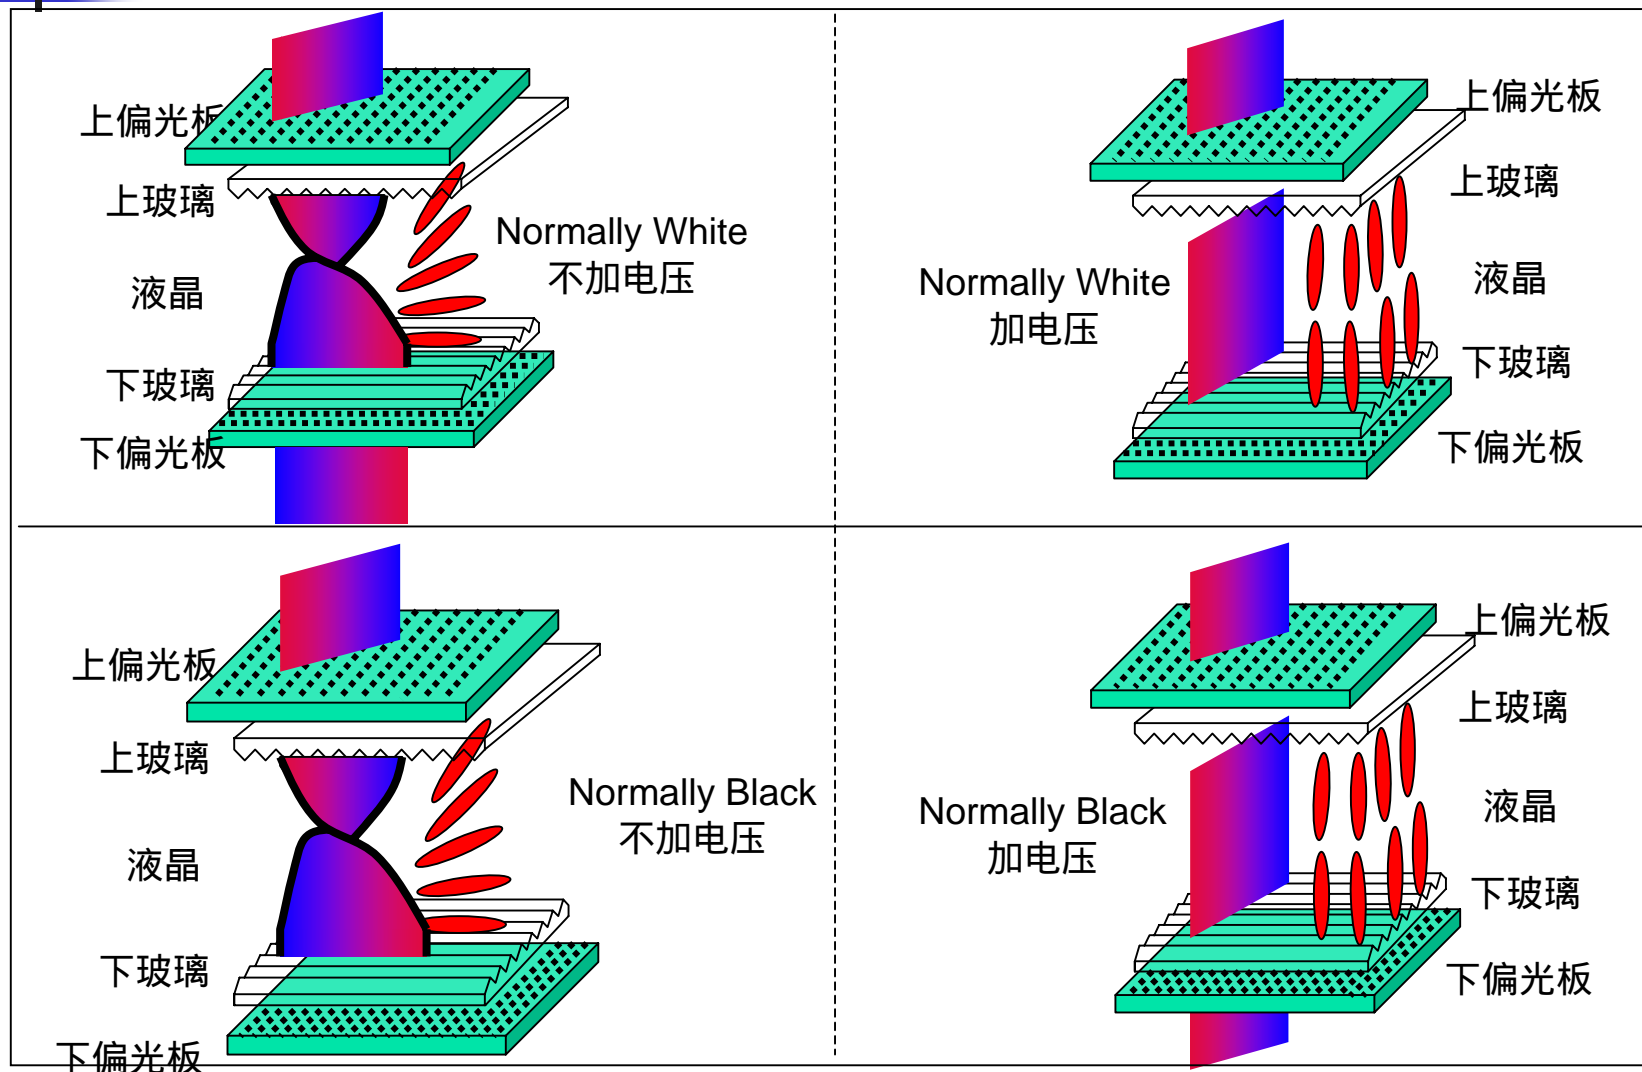 上偏光板
上玻璃
液晶
下玻璃
下偏光板
Normally White
不加电压
Normally White
加电压
上偏光板
上玻璃
液晶
下玻璃
下偏光板
上偏光板
上玻璃
液晶
下玻璃
下偏光板
Normally Black
不加电压
Normally Black
加电压
上偏光板
上玻璃
液晶
下玻璃
下偏光板